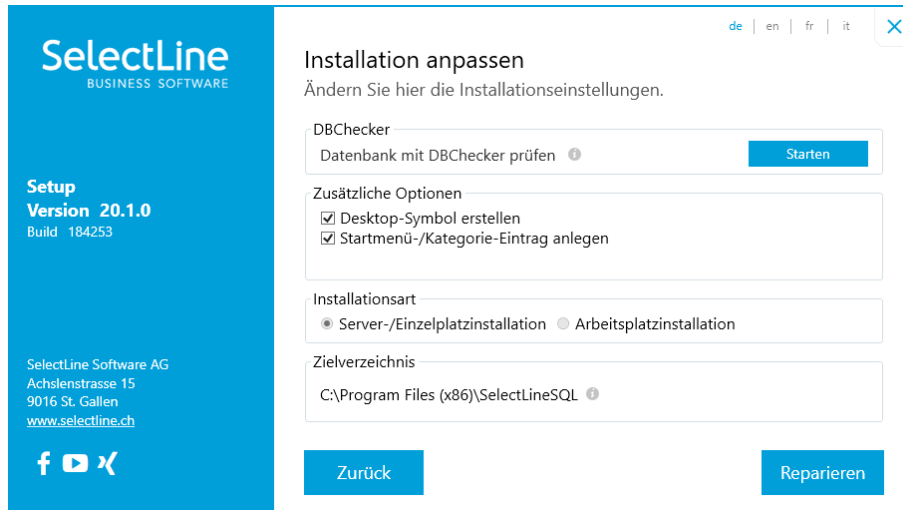 SelectLine
BUSINESS SOFTWARE
Setup
Version 20.1.0
Build 184253
SelectLine Software AG
Achslenstrasse 15
9016 St. Gallen
www.selectline.ch
de | en | fr | it
Installation anpassen
Ändern Sie hier die Installationseinstellungen.
DBChecker
Datenbank mit DBChecker prüfen
Starten
Zusätzliche Optionen
Desktop-Symbol erstellen
Startmenü-/Kategorie-Eintrag anlegen
Installationsart
Server-/Einzelplatzinstallation Arbeitsplatzinstallation
Zielverzeichnis
C:\Program Files (x86)\SelectLineSQL
Zurück
Reparieren